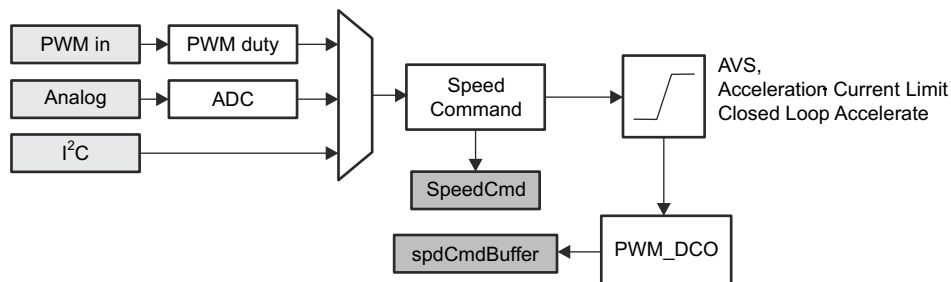 PWM in
PWM duty
Analog
ADC
I²C
Speed
Command
SpeedCmd
AVS,
Acceleration Current Limit
Closed Loop Accelerate
PWM_DCO
spdCmdBuffer